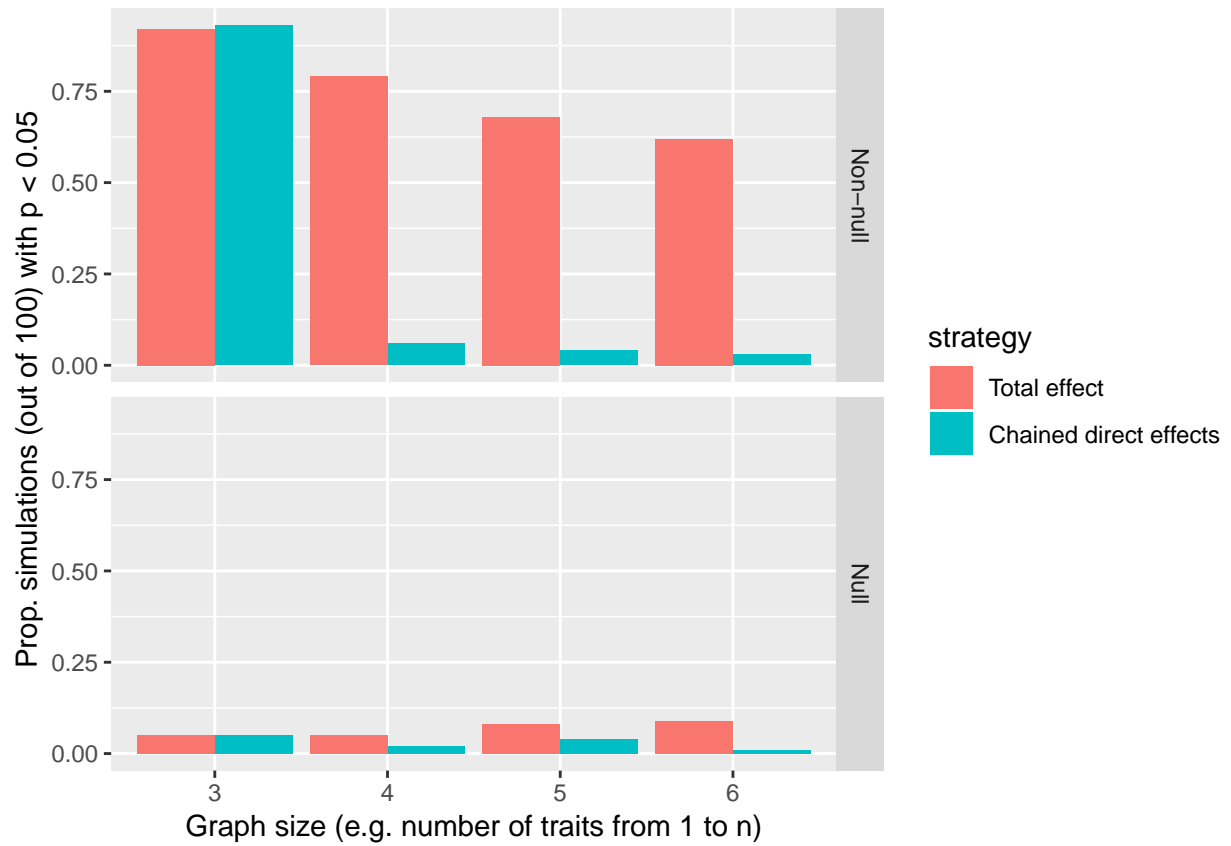 Prop. simulations (out of 100) with p < 0.05
0.75
0.50
0.25
0.00
Non−null
0.75
0.50
0.25
0.00
Null
3 4 5 6
Graph size (e.g. number of traits from 1 to n)
strategy
Total effect
Chained direct effects